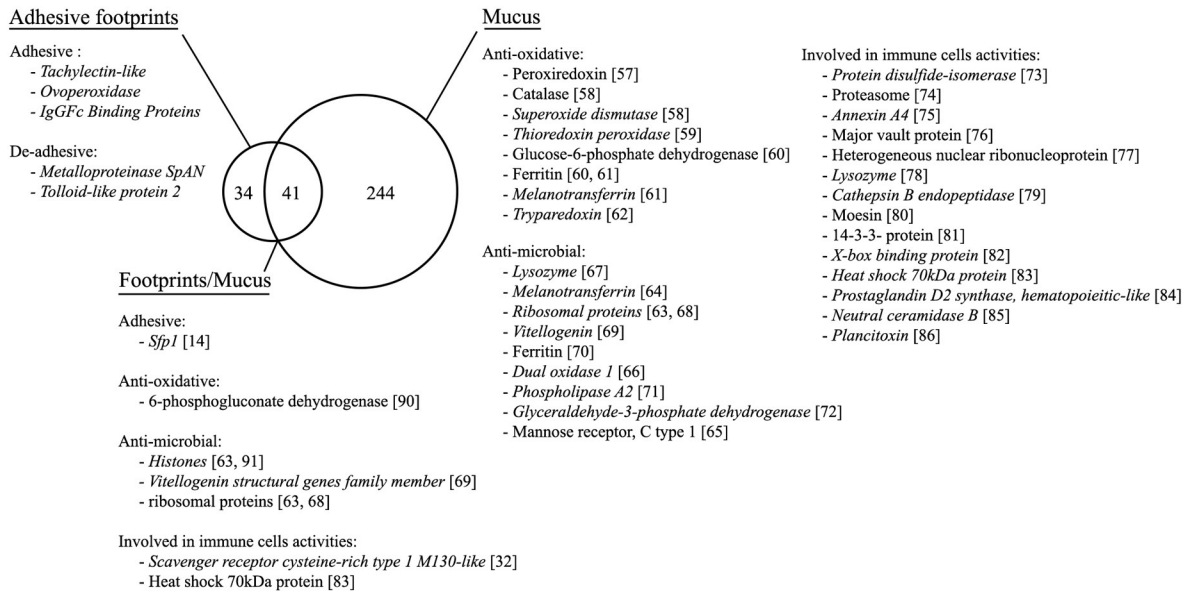 Adhesive footprints
Adhesive :
- Tachylectin-like
- Ovoperoxidase
- IgGFc Binding Proteins
De-adhesive:
- Metalloproteinase SpAN
- Tolloid-like protein 2
34
41
244
Footprints/Mucus
Adhesive:
- Sfp1 [14]
Anti-oxidative:
- 6-phosphogluconate dehydrogenase [90]
Anti-microbial:
- Histones [63, 91]
- Vitellogenin structural genes family member [69]
- ribosomal proteins [63, 68]
Involved in immune cells activities:
- Scavenger receptor cysteine-rich type 1 M130-like [32]
- Heat shock 70kDa protein [83]
Mucus
Anti-oxidative:
- Peroxiredoxin [57]
- Catalase [58]
- Superoxide dismutase [58]
- Thioredoxin peroxidase [59]
- Glucose-6-phosphate dehydrogenase [60]
- Ferritin [60, 61]
- Melanotransferrin [61]
- Tryparedoxin [62]
Anti-microbial:
- Lysozyme [67]
- Melanotransferrin [64]
- Ribosomal proteins [63, 68]
- Vitellogenin [69]
- Ferritin [70]
- Dual oxidase 1 [66]
- Phospholipase A2 [71]
- Glyceraldehyde-3-phosphate dehydrogenase [72]
- Mannose receptor, C type 1 [65]
Involved in immune cells activities:
- Protein disulfide-isomerase [73]
- Proteasome [74]
- Annexin A4 [75]
- Major vault protein [76]
- Heterogeneous nuclear ribonucleoprotein [77]
- Lysozyme [78]
- Cathepsin B endopeptidase [79]
- Moesin [80]
- 14-3-3- protein [81]
- X-box binding protein [82]
- Heat shock 70kDa protein [83]
- Prostaglandin D2 synthase, hematopoieitic-like [84]
- Neutral ceramidase B [85]
- Plancitoxin [86]